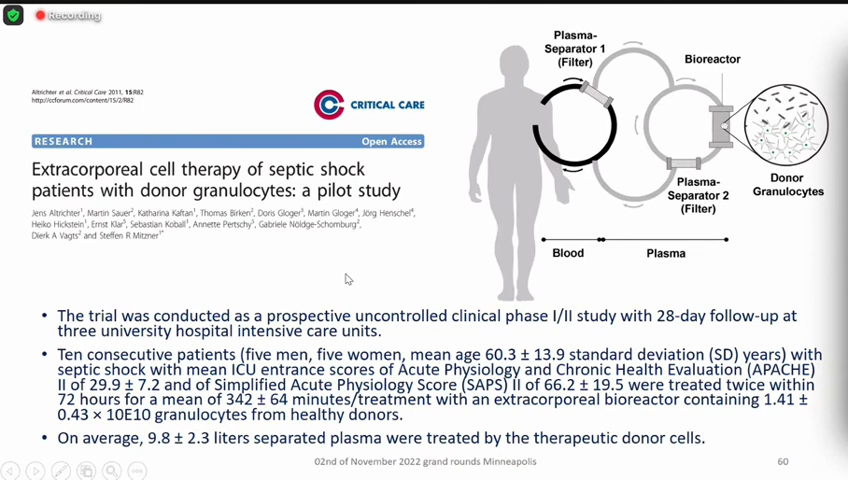 Recording
Altrichter et al. Critical Care 2011, 15:R82
http://ccforum.com/content/15/2/R82
CRITICAL CARE
RESEARCH
Open Access
Extracorporeal cell therapy of septic shock
patients with donor granulocytes: a pilot study
Jens Altrichter1, Martin Sauer2, Katharina Kaftan1, Thomas Birken2, Doris Gloger3, Martin Gloger4, Jörg Henschel4,
Heiko Hickstein1, Ernst Klar5, Sebastian Koball1, Annette Pertschy5, Gabriele Nöldge-Schomburg2,
Dierk A Vagts2 and Steffen R Mitzner1*
Plasma-
Separator 1
(Filter)
Bioreactor
Donor
Granulocytes
Plasma-
Separator 2
(Filter)
Blood
Plasma
• The trial was conducted as a prospective uncontrolled clinical phase I/II study with 28-day follow-up at
three university hospital intensive care units.
• Ten consecutive patients (five men, five women, mean age 60.3 ± 13.9 standard deviation (SD) years) with
septic shock with mean ICU entrance scores of Acute Physiology and Chronic Health Evaluation (APACHE)
II of 29.9 ± 7.2 and of Simplified Acute Physiology Score (SAPS) II of 66.2 ± 19.5 were treated twice within
72 hours for a mean of 342 ± 64 minutes/treatment with an extracorporeal bioreactor containing 1.41 ±
0.43 × 10E10 granulocytes from healthy donors.
• On average, 9.8 ± 2.3 liters separated plasma were treated by the therapeutic donor cells.
02nd of November 2022 grand rounds Minneapolis
60